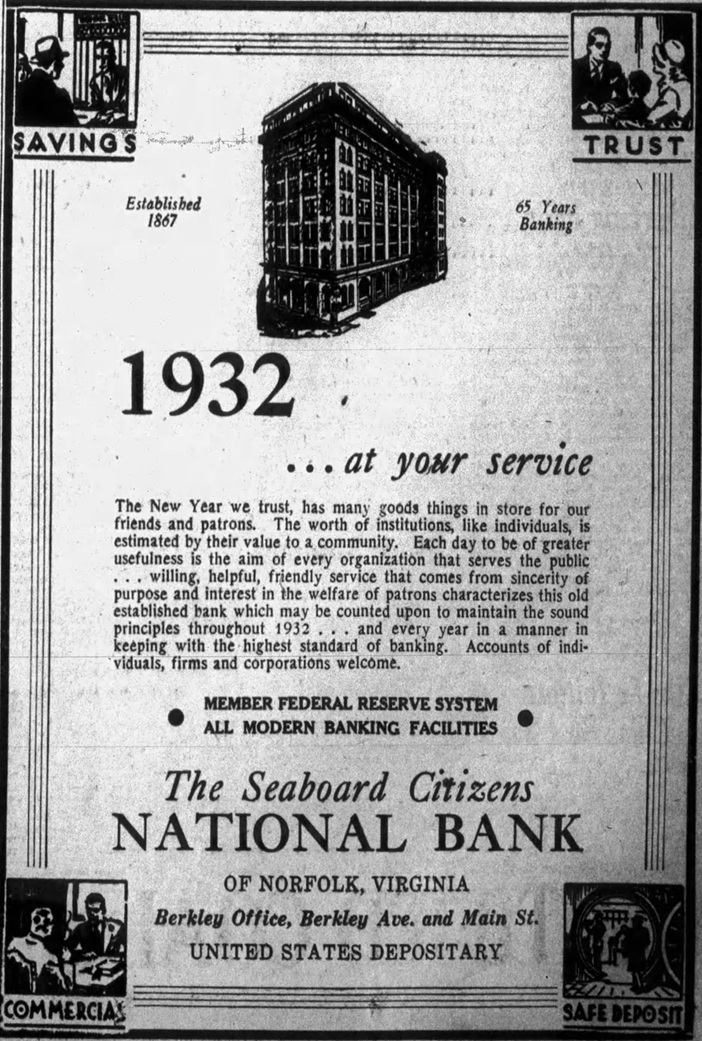 SAVINGS
TRUST
Established
1867
65 Years
Banking
1932
...at your service
The New Year we trust, has many goods things in store for our
friends and patrons. The worth of institutions, like individuals, is
estimated by their value to a community. Each day to be of greater
usefulness is the aim of every organization that serves the public
. . . willing, helpful, friendly service that comes from sincerity of
purpose and interest in the welfare of patrons characterizes this old
established bank which may be counted upon to maintain the sound
principles throughout 1932 . . . and every year in a manner in
keeping with the highest standard of banking. Accounts of indi-
viduals, firms and corporations welcome.
● MEMBER FEDERAL RESERVE SYSTEM ●
ALL MODERN BANKING FACILITIES
The Seaboard Citizens
NATIONAL BANK
OF NORFOLK, VIRGINIA
Berkley Office, Berkley Ave. and Main St.
UNITED STATES DEPOSITARY
COMMERCIAL
SAFE DEPOSIT